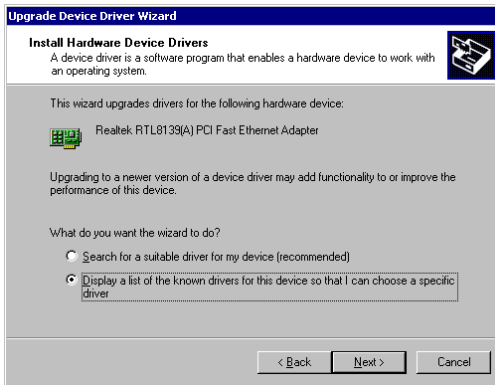 Upgrade Device Driver Wizard
Install Hardware Device Drivers
A device driver is a software program that enables a hardware device to work with
an operating system.
This wizard upgrades drivers for the following hardware device:
Realtek RTL8139(A) PCI Fast Ethernet Adapter
Upgrading to a newer version of a device driver may add functionality to or improve the
performance of this device.
What do you want the wizard to do?
Search for a suitable driver for my device (recommended)
Display a list of the known drivers for this device so that I can choose a specific
driver
< Back Next > Cancel